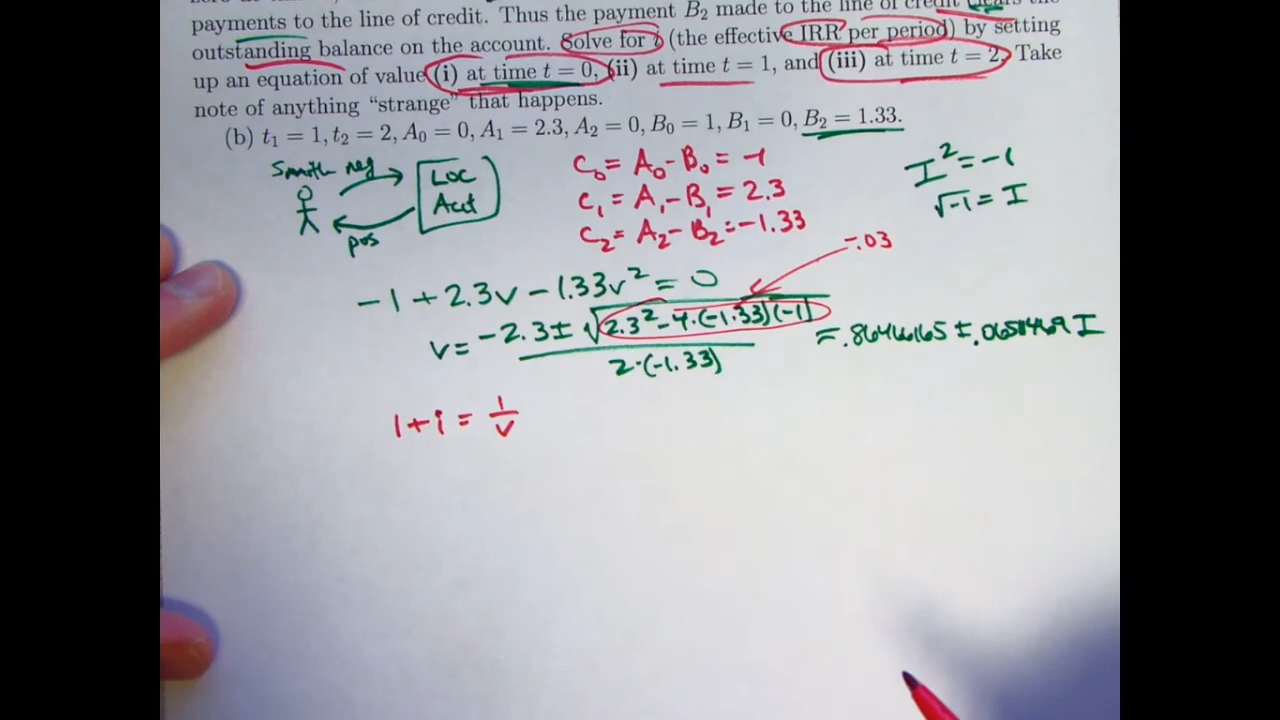 payments to the line of credit. Thus the payment B₂ made to the line of credit clears the
outstanding balance on the account. Solve for i (the effective IRR per period) by setting
up an equation of value (i) at time t = 0, (ii) at time t = 1, and (iii) at time t = 2. Take
note of anything “strange” that happens.
(b) t₁ = 1, t₂ = 2, A₀ = 0, A₁ = 2.3, A₂ = 0, B₀ = 1, B₁ = 0, B₂ = 1.33.
Smith neg
LOC
Acct
pos
C₀ = A₀ - B₀ = -1
C₁ = A₁ - B₁ = 2.3
C₂ = A₂ - B₂ = -1.33
I² = -1
√-1 = I
-.03
-1 + 2.3v - 1.33v² = 0
v = -2.3 ± √2.3² - 4·(-1.33)(-1) = .8646165 ± .0651469 I
2·(-1.33)
1 + i = 1/v